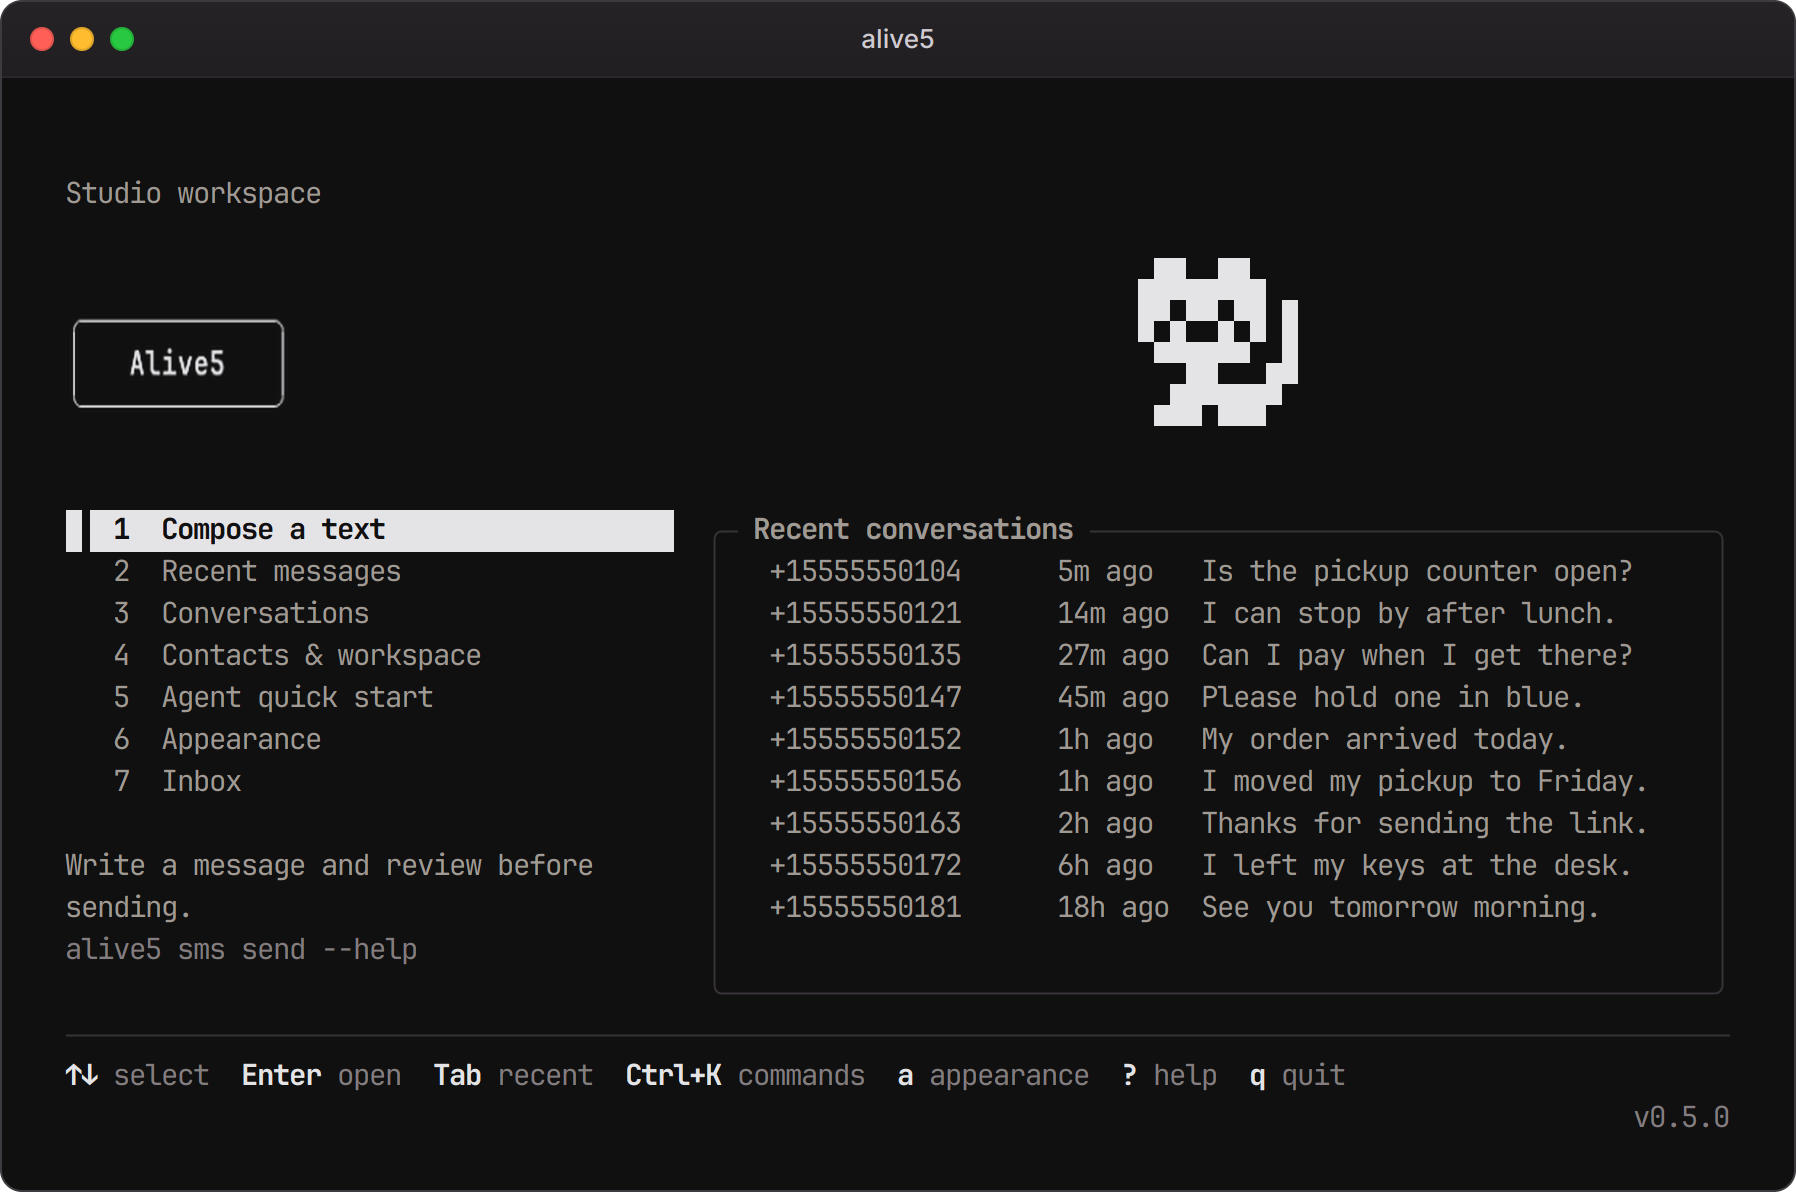 alive5
Studio workspace
Alive5
1 Compose a text
2 Recent messages
3 Conversations
4 Contacts & workspace
5 Agent quick start
6 Appearance
7 Inbox
Write a message and review before
sending.
alive5 sms send --help
Recent conversations
+15555550104 5m ago Is the pickup counter open?
+15555550121 14m ago I can stop by after lunch.
+15555550135 27m ago Can I pay when I get there?
+15555550147 45m ago Please hold one in blue.
+15555550152 1h ago My order arrived today.
+15555550156 1h ago I moved my pickup to Friday.
+15555550163 2h ago Thanks for sending the link.
+15555550172 6h ago I left my keys at the desk.
+15555550181 18h ago See you tomorrow morning.
↑↓ select Enter open Tab recent Ctrl+K commands a appearance ? help q quit
v0.5.0